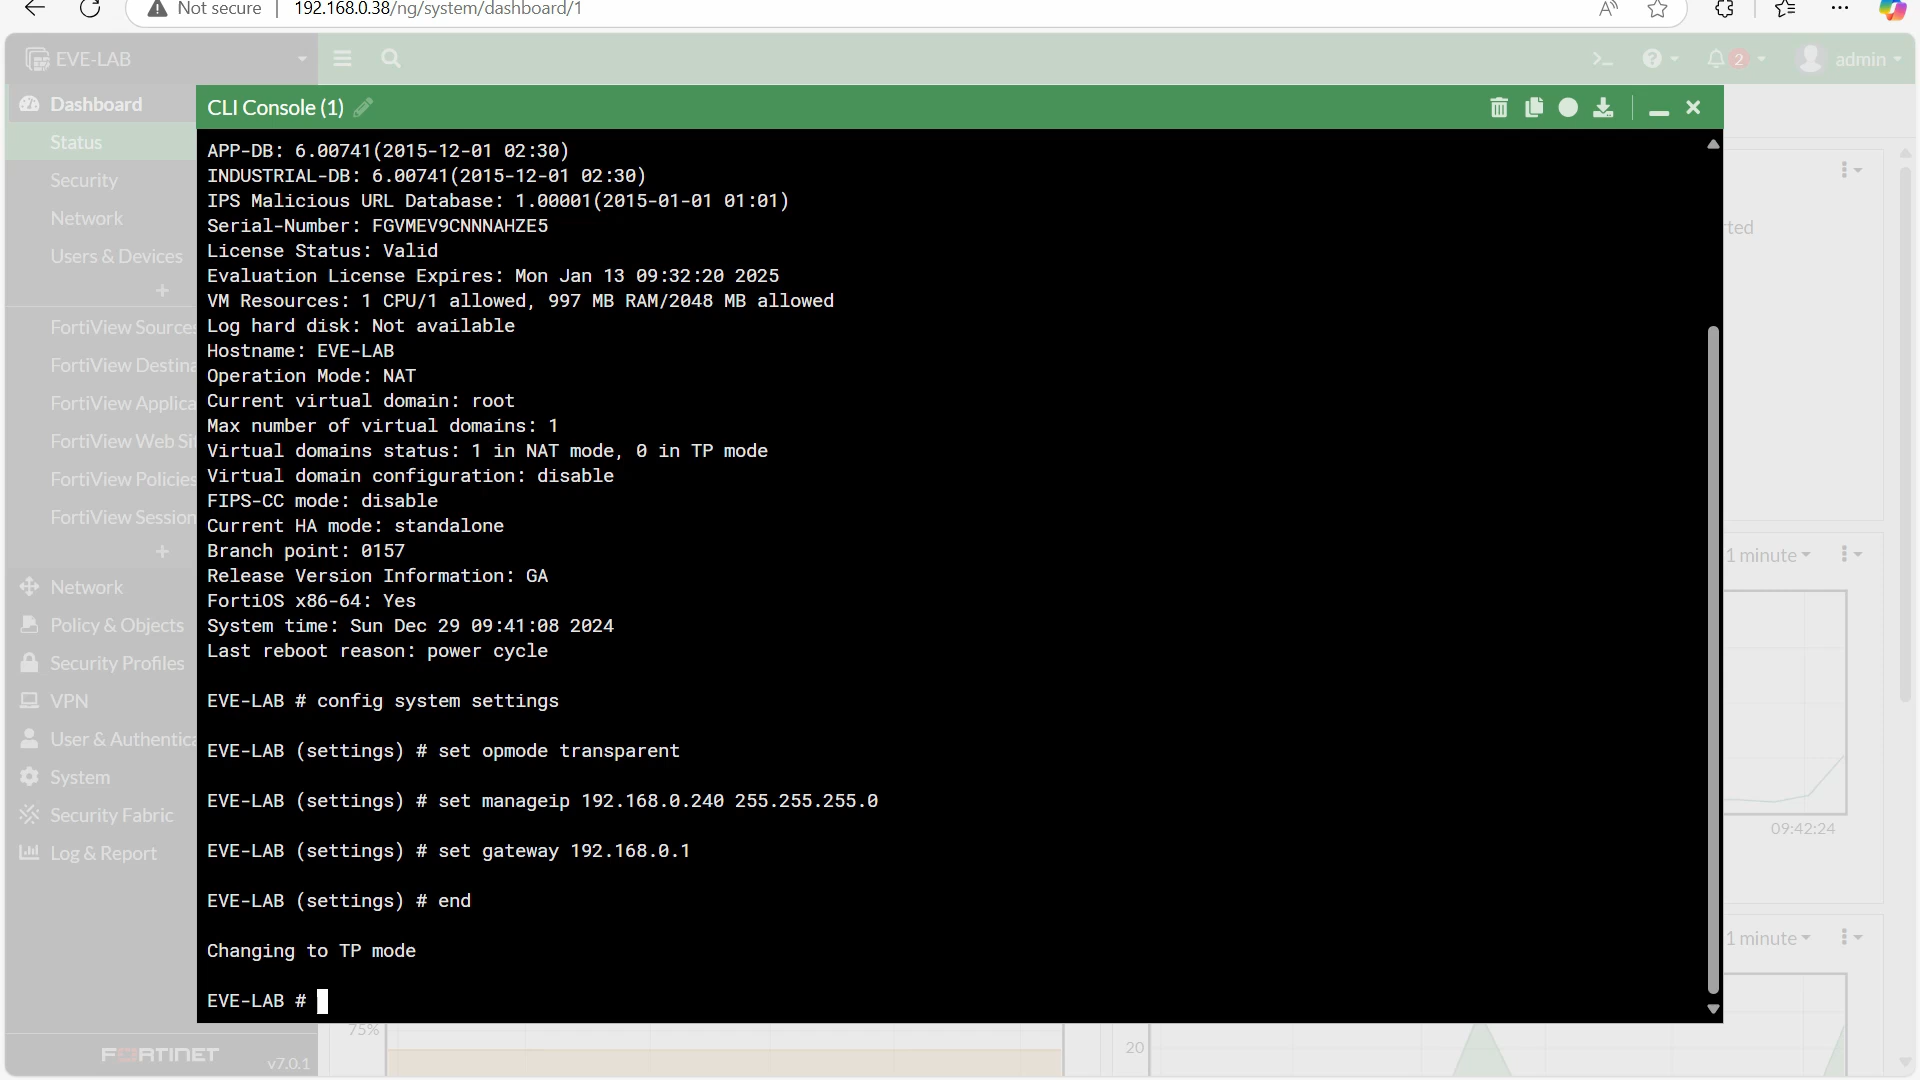 Not secure
192.168.0.38/ng/system/dashboard/1
EVE-LAB
2
admin
Dashboard
Status
Security
Network
Users & Devices
+
FortiView Sources
FortiView Destina
FortiView Applica
FortiView Web Sit
FortiView Policies
FortiView Session
+
Network
Policy & Objects
Security Profiles
VPN
User & Authentica
System
Security Fabric
Log & Report
FORTINET
v7.0.1
CLI Console (1)
APP-DB: 6.00741(2015-12-01 02:30)
INDUSTRIAL-DB: 6.00741(2015-12-01 02:30)
IPS Malicious URL Database: 1.00001(2015-01-01 01:01)
Serial-Number: FGVMEV9CNNNAHZE5
License Status: Valid
Evaluation License Expires: Mon Jan 13 09:32:20 2025
VM Resources: 1 CPU/1 allowed, 997 MB RAM/2048 MB allowed
Log hard disk: Not available
Hostname: EVE-LAB
Operation Mode: NAT
Current virtual domain: root
Max number of virtual domains: 1
Virtual domains status: 1 in NAT mode, 0 in TP mode
Virtual domain configuration: disable
FIPS-CC mode: disable
Current HA mode: standalone
Branch point: 0157
Release Version Information: GA
FortiOS x86-64: Yes
System time: Sun Dec 29 09:41:08 2024
Last reboot reason: power cycle
EVE-LAB # config system settings
EVE-LAB (settings) # set opmode transparent
EVE-LAB (settings) # set manageip 192.168.0.240 255.255.255.0
EVE-LAB (settings) # set gateway 192.168.0.1
EVE-LAB (settings) # end
Changing to TP mode
EVE-LAB #
rted
1 minute
09:42:24
1 minute
75%
20